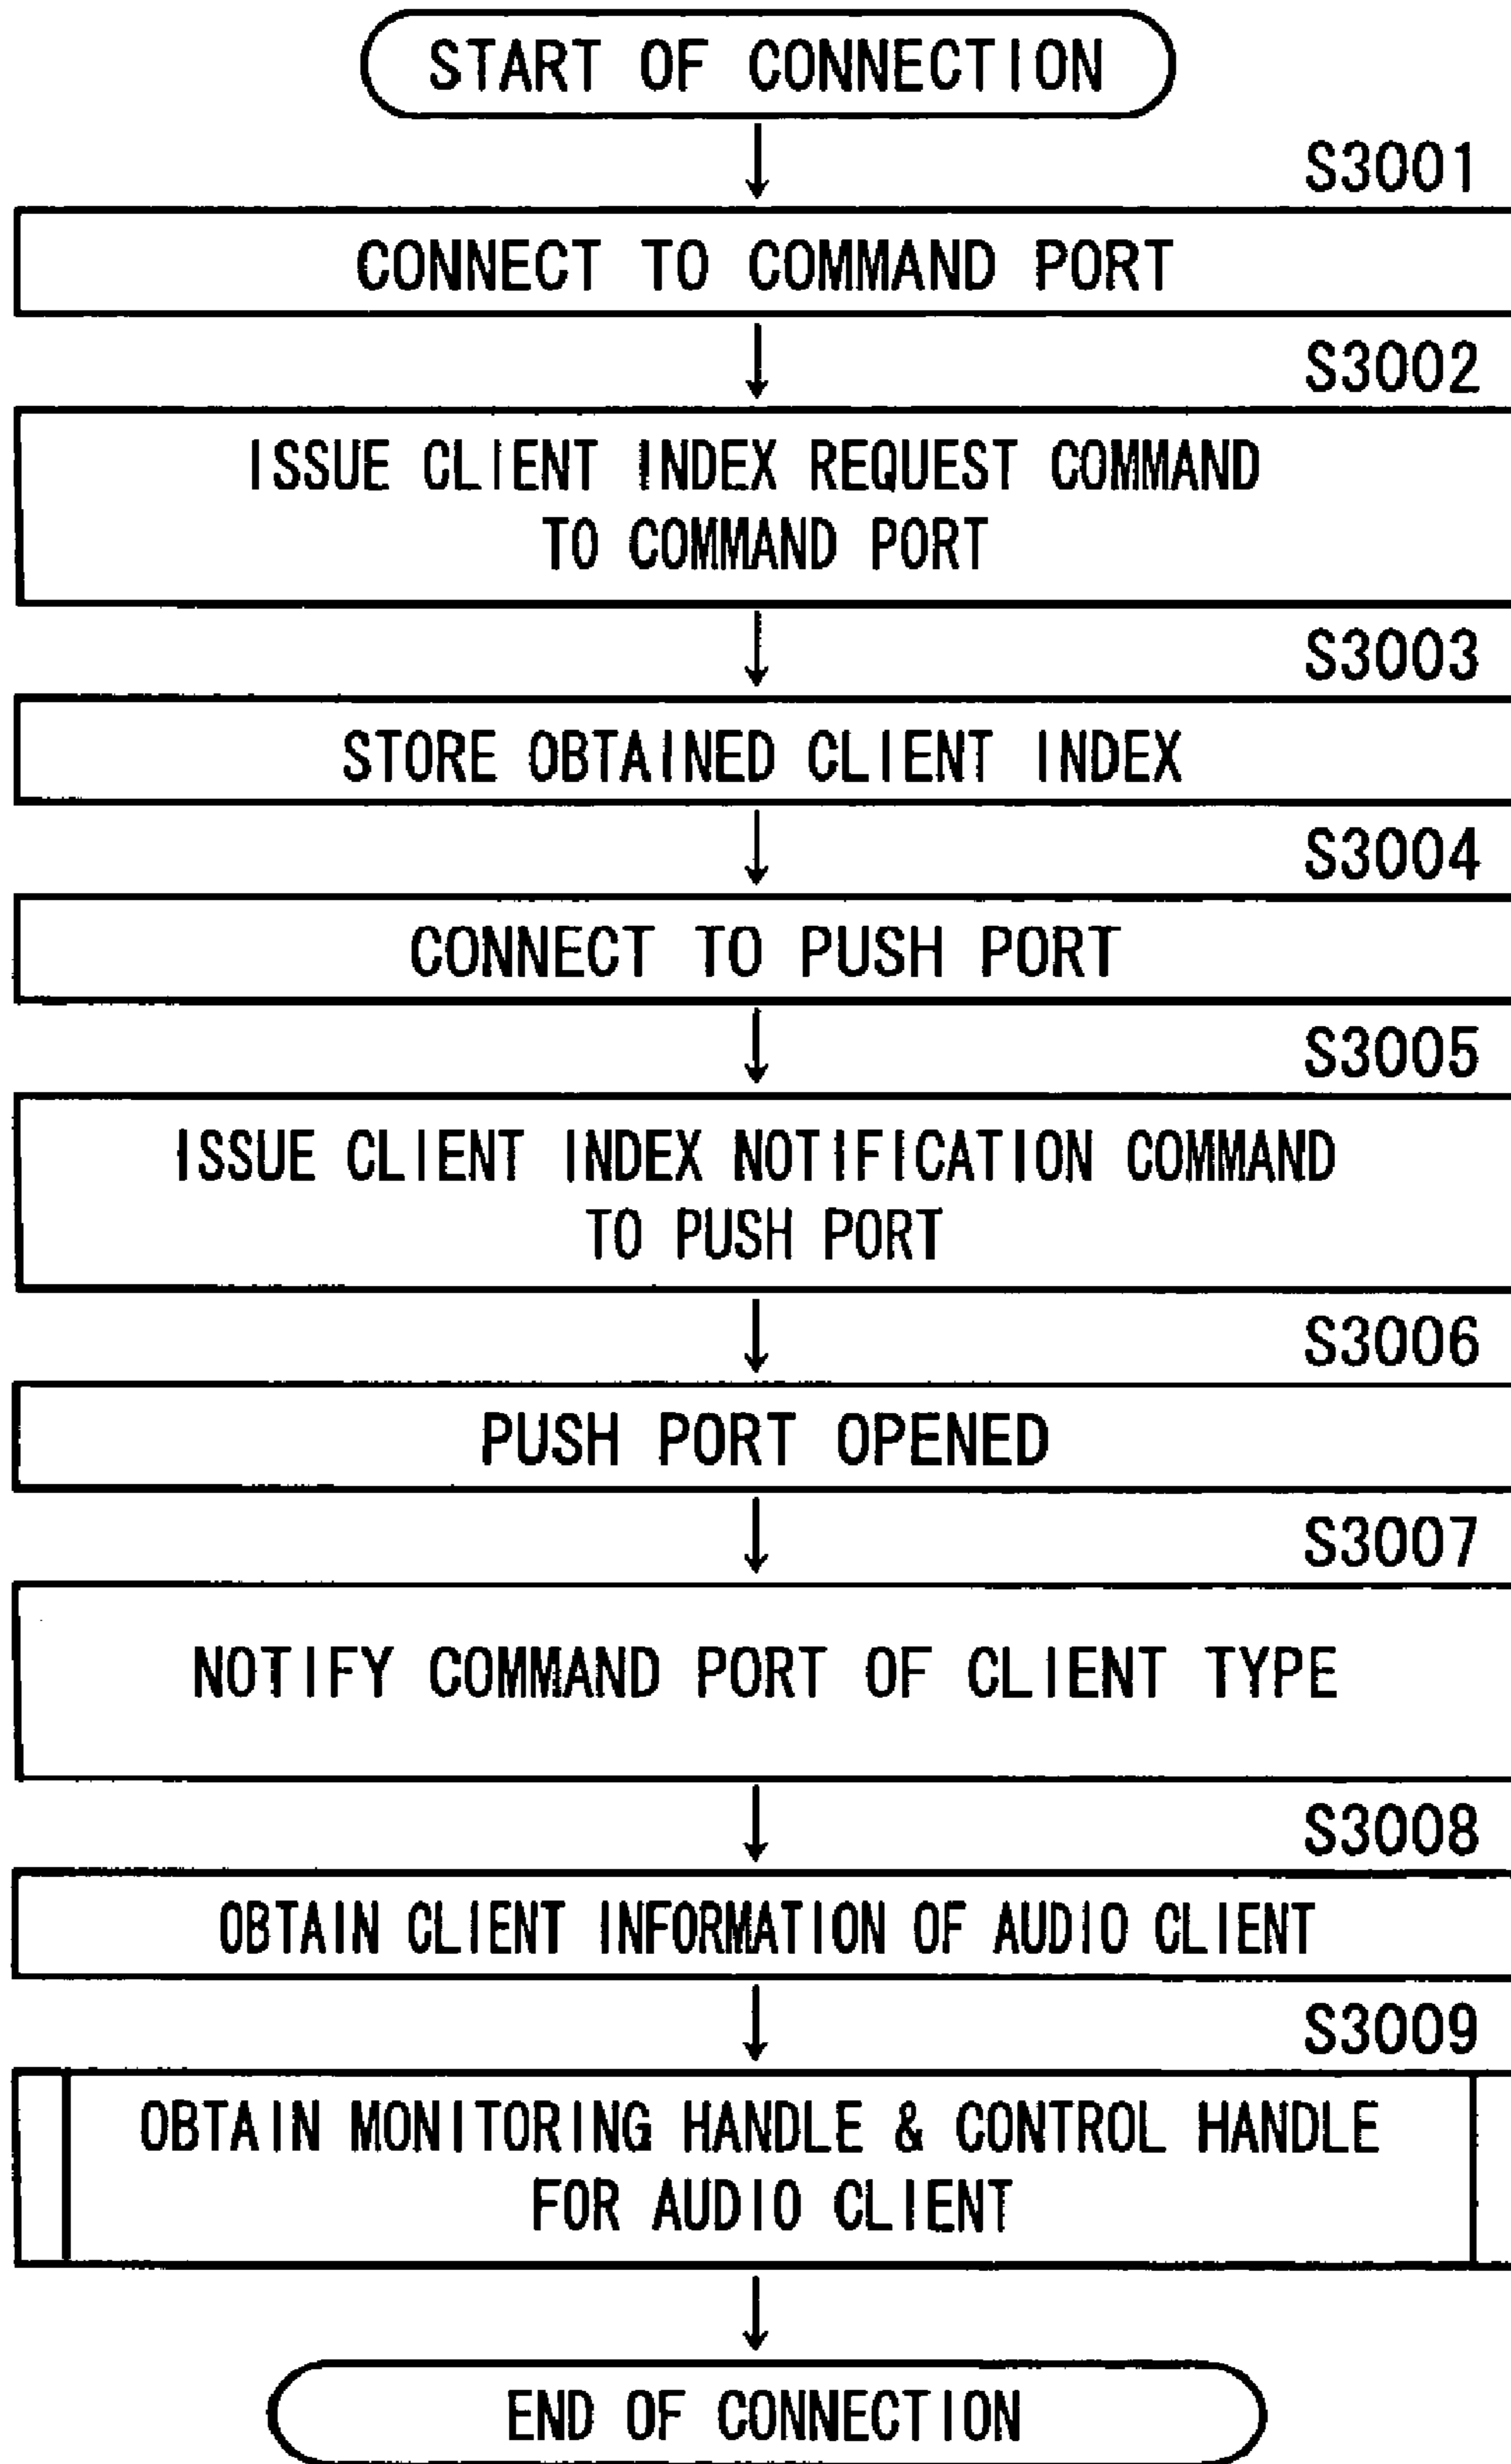 START OF CONNECTION
S3001
CONNECT TO COMMAND PORT
S3002
ISSUE CLIENT INDEX REQUEST COMMAND
TO COMMAND PORT
S3003
STORE OBTAINED CLIENT INDEX
S3004
CONNECT TO PUSH PORT
S3005
ISSUE CLIENT INDEX NOTIFICATION COMMAND
TO PUSH PORT
S3006
PUSH PORT OPENED
S3007
NOTIFY COMMAND PORT OF CLIENT TYPE
S3008
OBTAIN CLIENT INFORMATION OF AUDIO CLIENT
S3009
OBTAIN MONITORING HANDLE & CONTROL HANDLE
FOR AUDIO CLIENT
END OF CONNECTION